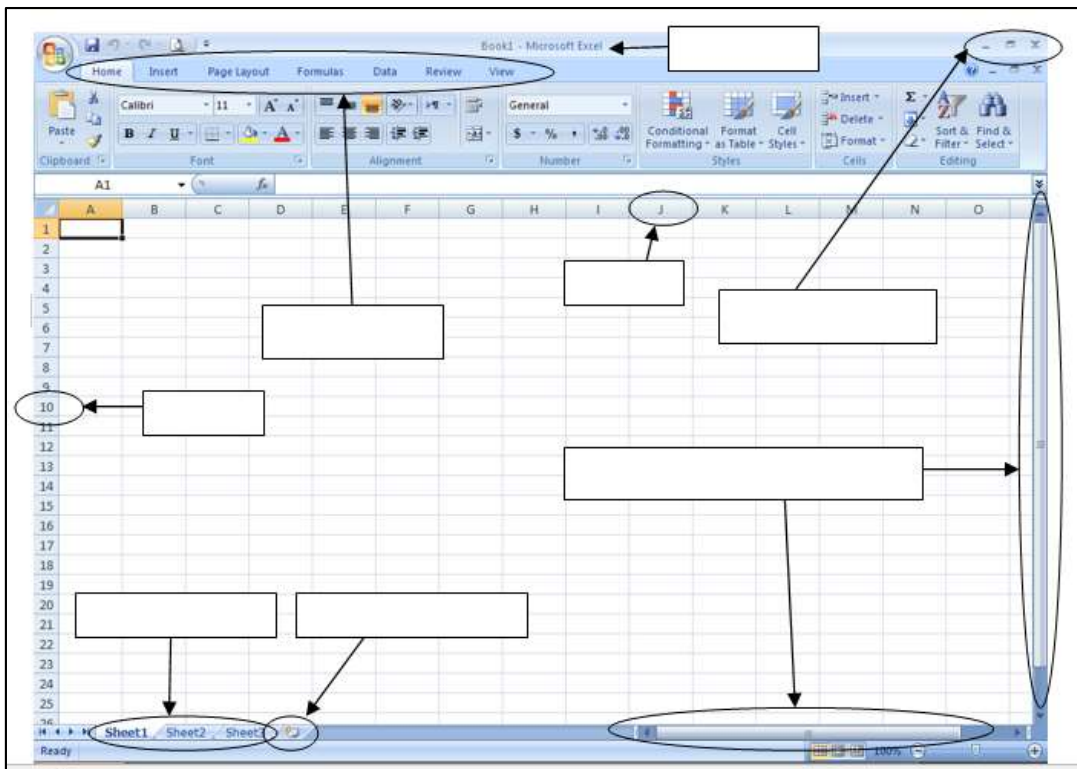 Book1 - Microsoft Excel
Home Insert Page Layout Formulas Data Review View
Calibri 11 A A General Insert Σ
Paste B I U A $ % , Conditional Formatting Format as Table Cell Styles Delete Sort & Filter Find & Select
Format
Clipboard Font Alignment Number Styles Cells Editing
A1 fx
A B C D E F G H I J K L M N O
1
2
3
4
5
6
7
8
9
10
11
12
13
14
15
16
17
18
19
20
21
22
23
24
25
26
Sheet1 Sheet2 Sheet3
Ready 100%